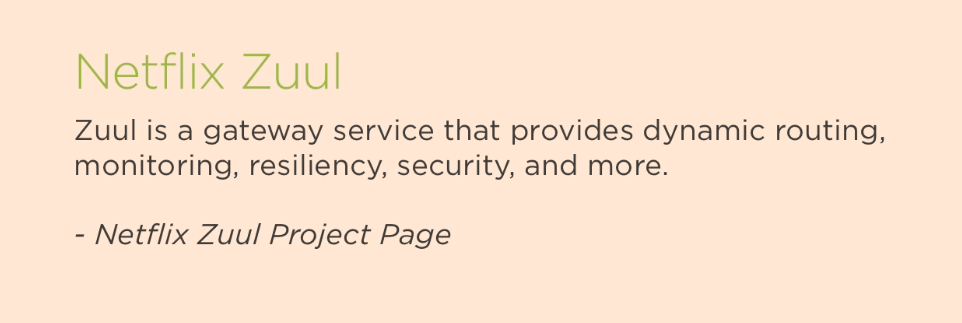 Netflix Zuul
Zuul is a gateway service that provides dynamic routing,
monitoring, resiliency, security, and more.
- Netflix Zuul Project Page